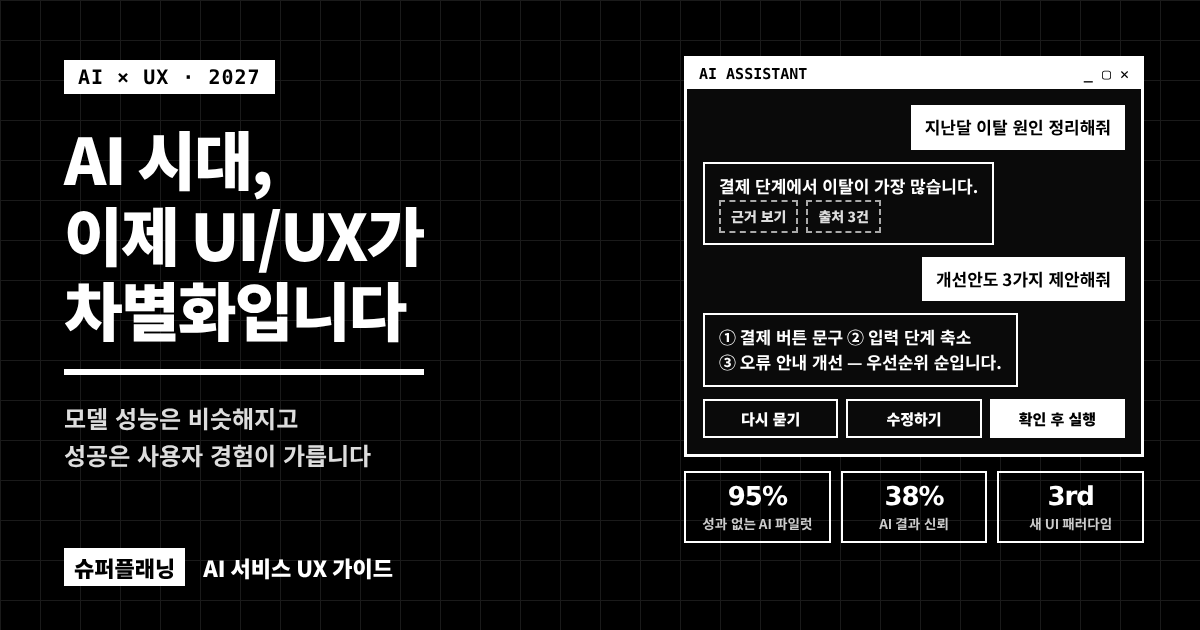 AI × UX · 2027
AI 시대,
이제 UI/UX가
차별화입니다
모델 성능은 비슷해지고
성공은 사용자 경험이 가릅니다
슈퍼플래닝 AI 서비스 UX 가이드
AI ASSISTANT _ ▢ ×
지난달 이탈 원인 정리해줘
결제 단계에서 이탈이 가장 많습니다.
근거 보기 출처 3건
개선안도 3가지 제안해줘
① 결제 버튼 문구 ② 입력 단계 축소
③ 오류 안내 개선 — 우선순위 순입니다.
다시 묻기 수정하기 확인 후 실행
95% 38% 3rd
성과 없는 AI 파일럿 AI 결과 신뢰 새 UI 패러다임